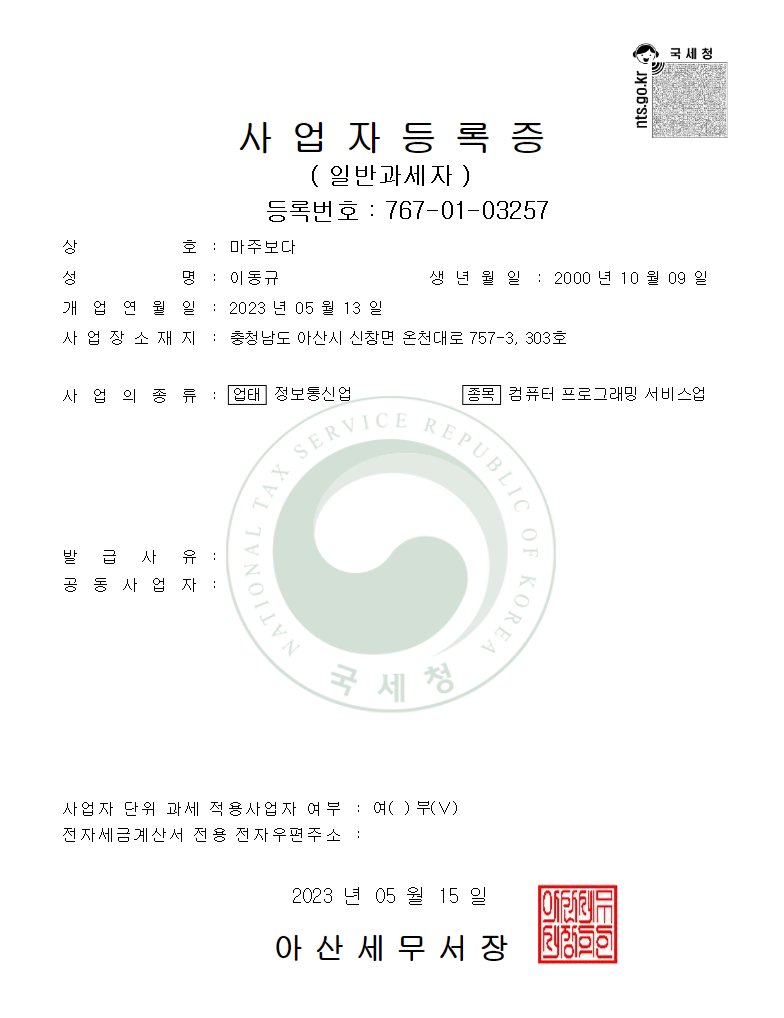 국세청
nts.go.kr
사 업 자 등 록 증
( 일반과세자 )
등록번호 : 767-01-03257
상 호 : 마주보다
성 명 : 이동규 생 년 월 일 : 2000 년 10 월 09 일
개 업 연 월 일 : 2023 년 05 월 13 일
사 업 장 소 재 지 : 충청남도 아산시 신창면 온천대로 757-3, 303호
사 업 의 종 류 : 업태 정보통신업 종목 컴퓨터 프로그래밍 서비스업
NATIONAL TAX SERVICE REPUBLIC OF KOREA
발 급 사 유 :
공 동 사 업 자 :
국세청
사업자 단위 과세 적용사업자 여부 : 여( ) 부(∨)
전자세금계산서 전용 전자우편주소 :
2023 년 05 월 15 일
아 산 세 무 서 장